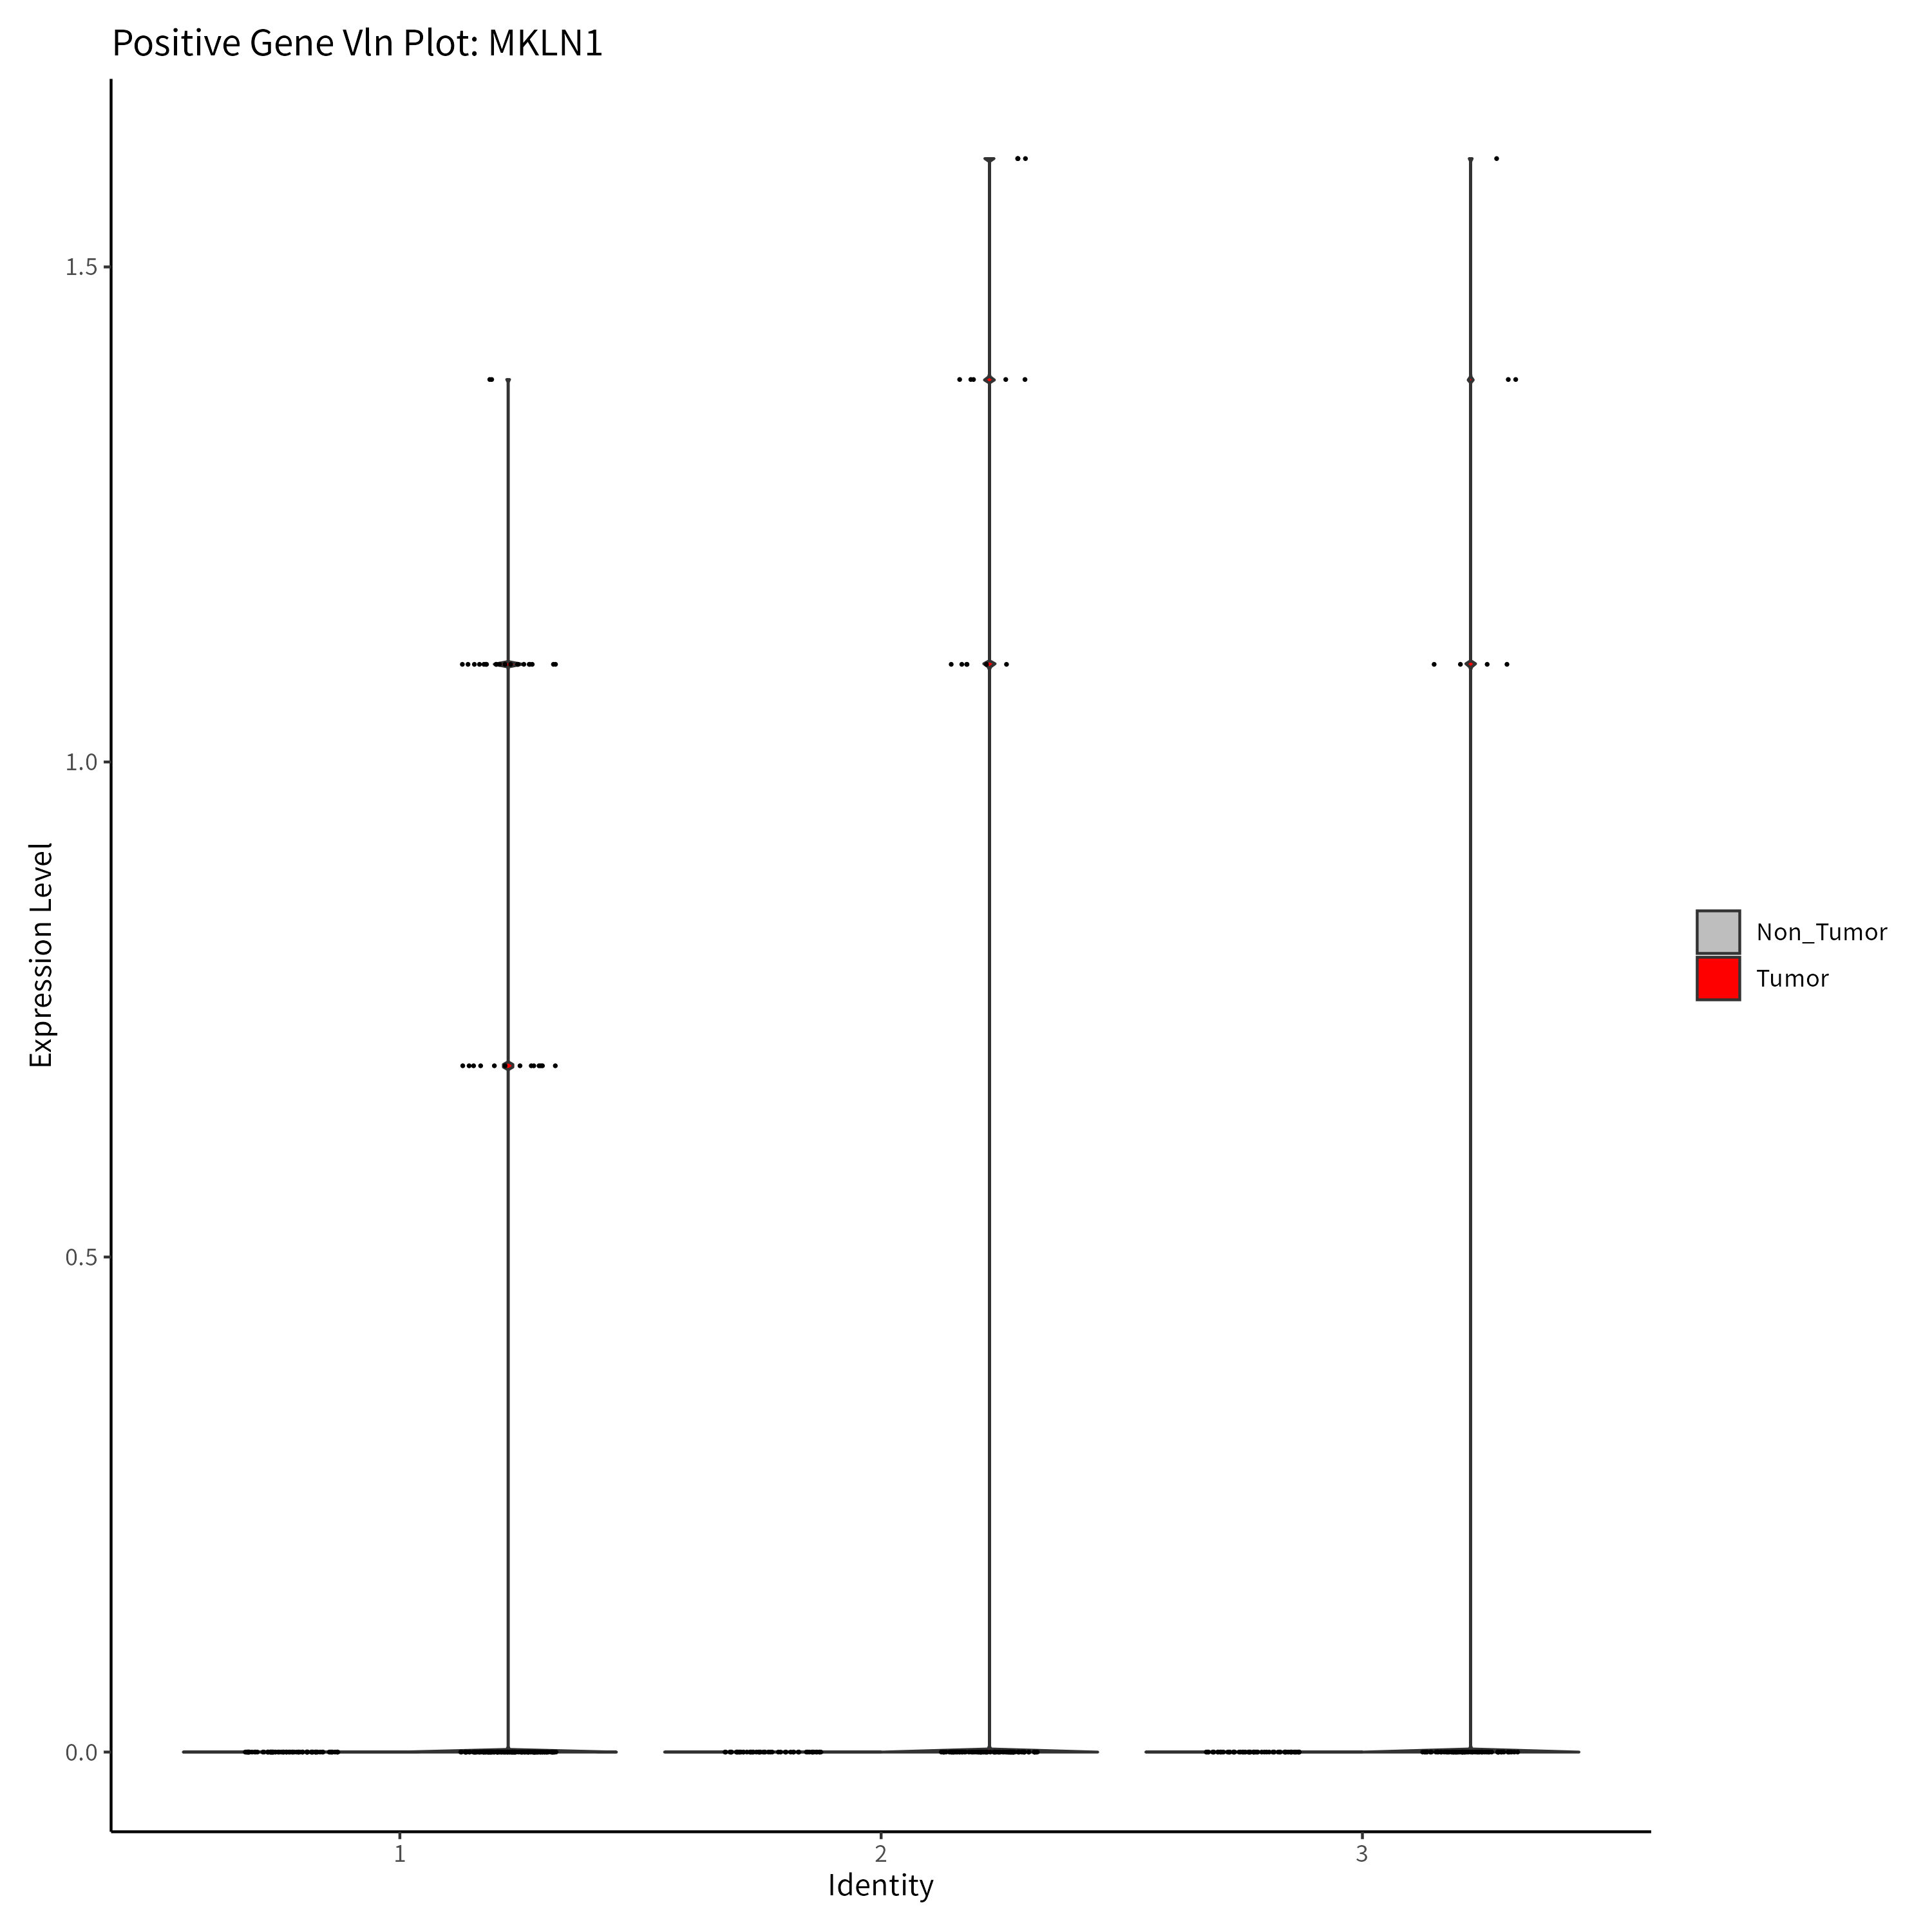 Positive Gene Vln Plot: MKLN1
1.5
1.0
0.5
0.0
Expression Level
1
2
3
Identity
Non_Tumor
Tumor